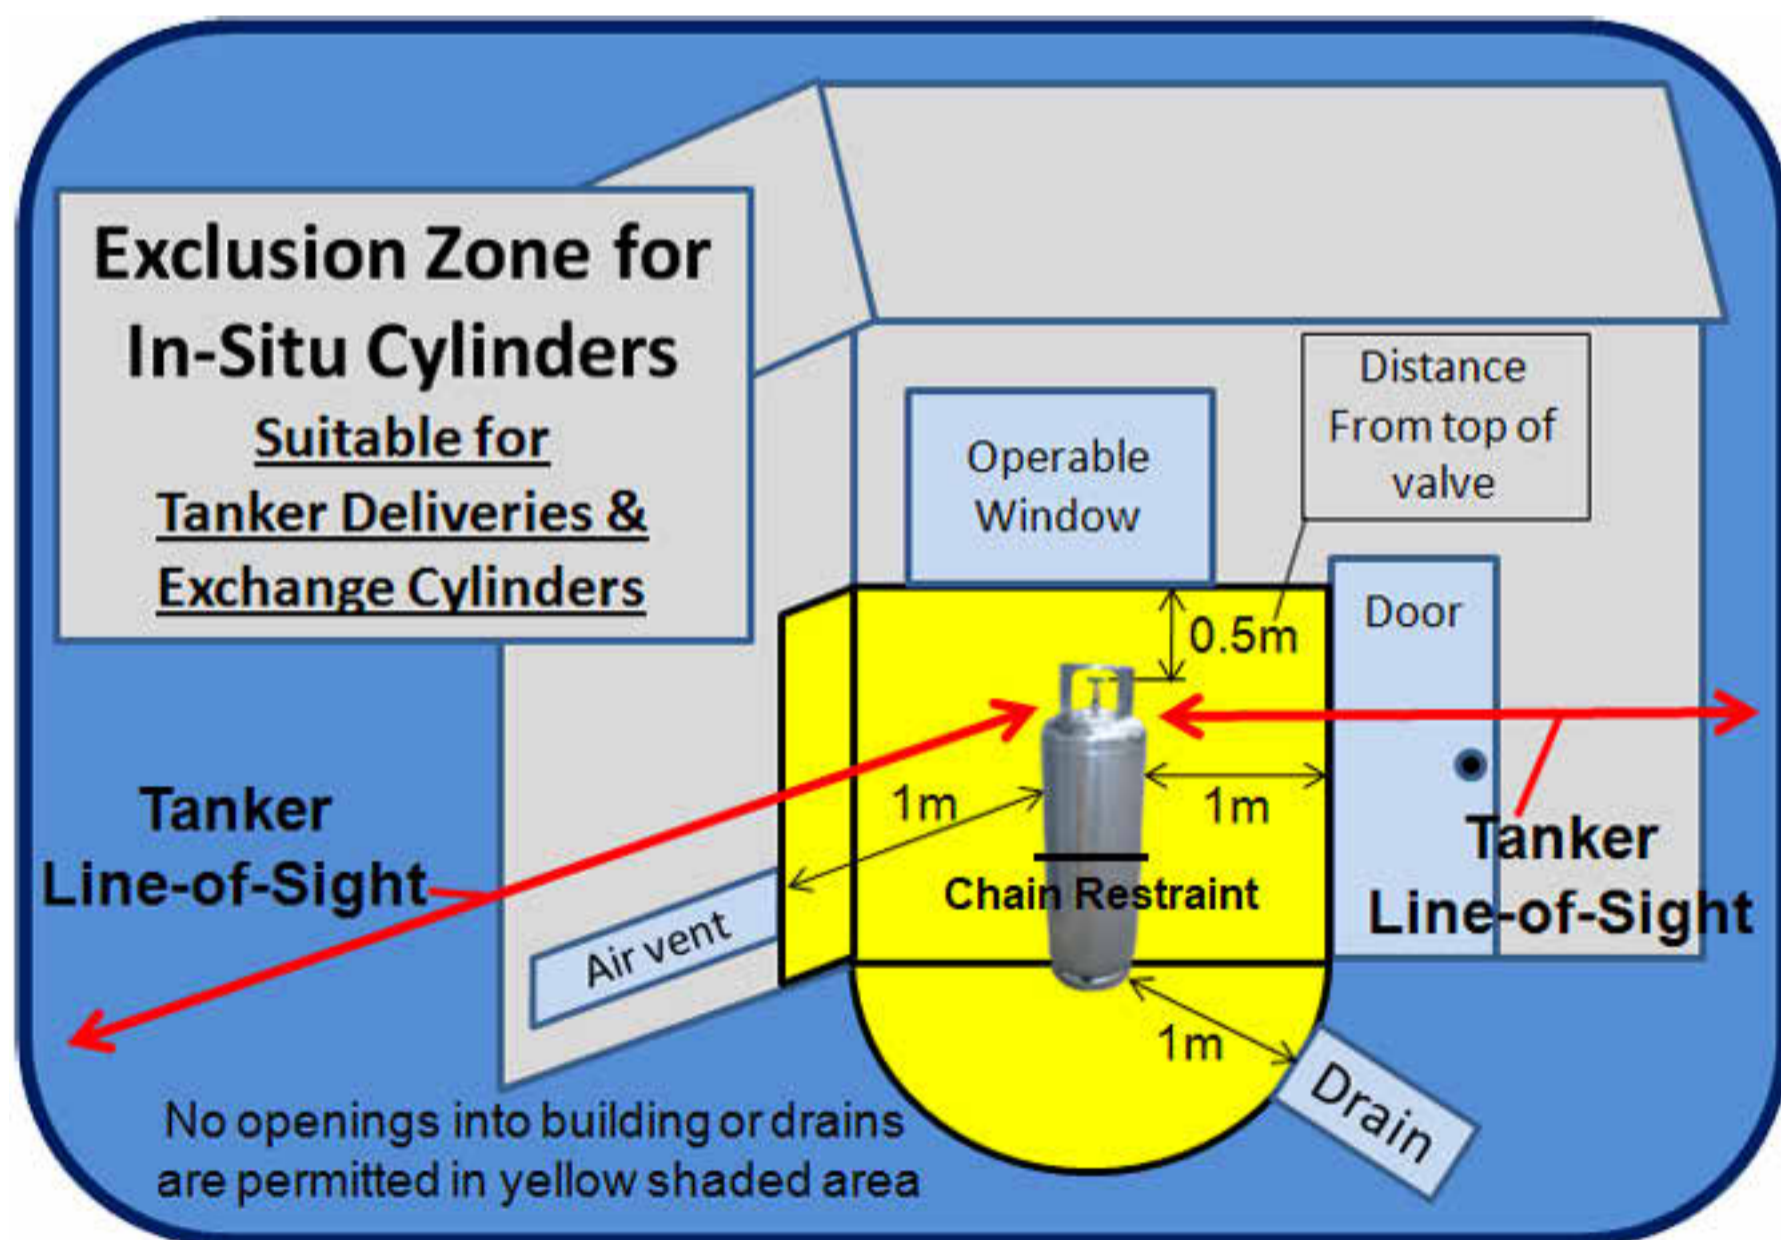 Exclusion Zone for
In-Situ Cylinders
Suitable for
Tanker Deliveries &
Exchange Cylinders
Distance
From top of
valve
Operable
Window
Door
0.5m
1m
1m
Tanker
Line-of-Sight
Tanker
Line-of-Sight
Chain Restraint
Air vent
1m
Drain
No openings into building or drains
are permitted in yellow shaded area